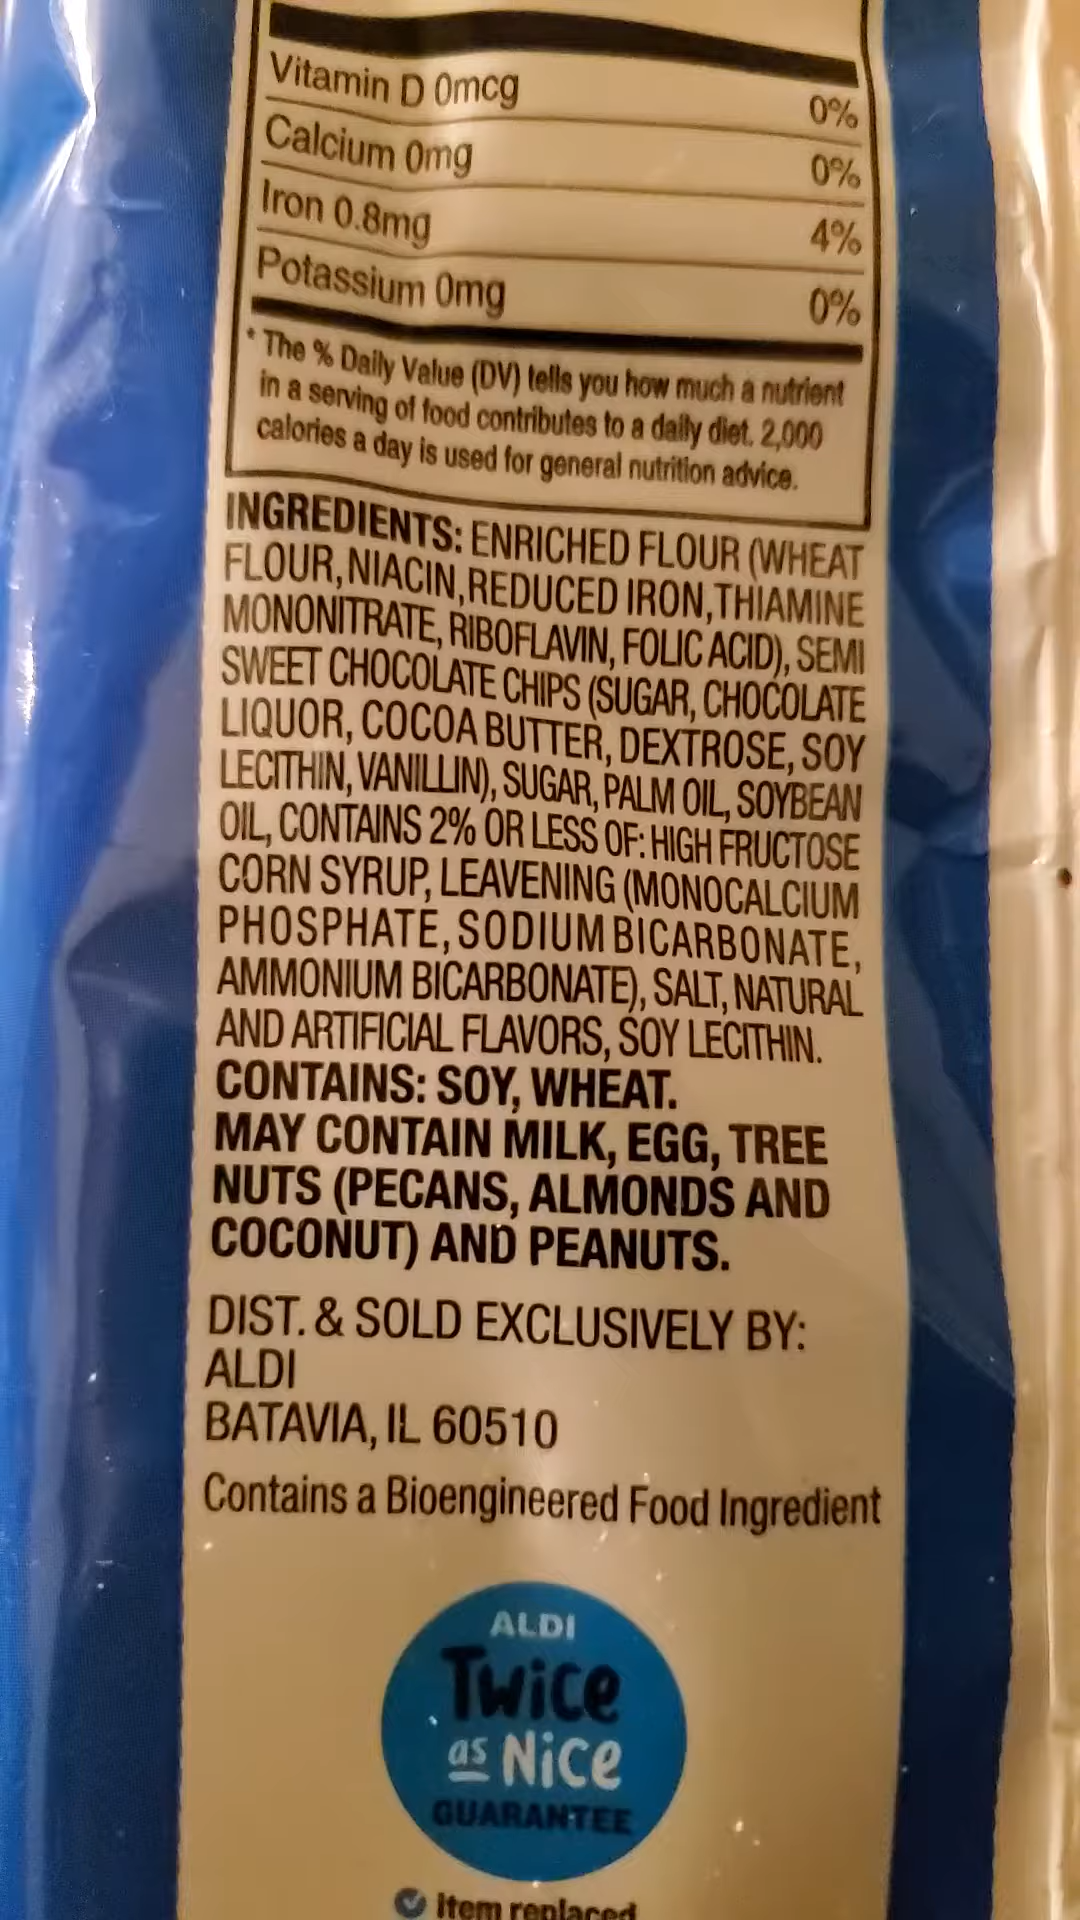 Vitamin D 0mcg 0%
Calcium 0mg 0%
Iron 0.8mg 4%
Potassium 0mg 0%
* The % Daily Value (DV) tells you how much a nutrient
in a serving of food contributes to a daily diet. 2,000
calories a day is used for general nutrition advice.
INGREDIENTS: ENRICHED FLOUR (WHEAT
FLOUR, NIACIN, REDUCED IRON, THIAMINE
MONONITRATE, RIBOFLAVIN, FOLIC ACID), SEMI
SWEET CHOCOLATE CHIPS (SUGAR, CHOCOLATE
LIQUOR, COCOA BUTTER, DEXTROSE, SOY
LECITHIN, VANILLIN), SUGAR, PALM OIL, SOYBEAN
OIL, CONTAINS 2% OR LESS OF: HIGH FRUCTOSE
CORN SYRUP, LEAVENING (MONOCALCIUM
PHOSPHATE, SODIUM BICARBONATE,
AMMONIUM BICARBONATE), SALT, NATURAL
AND ARTIFICIAL FLAVORS, SOY LECITHIN.
CONTAINS: SOY, WHEAT.
MAY CONTAIN MILK, EGG, TREE
NUTS (PECANS, ALMONDS AND
COCONUT) AND PEANUTS.
DIST. & SOLD EXCLUSIVELY BY:
ALDI
BATAVIA, IL 60510
Contains a Bioengineered Food Ingredient
ALDI
Twice
as Nice
GUARANTEE
Item replaced